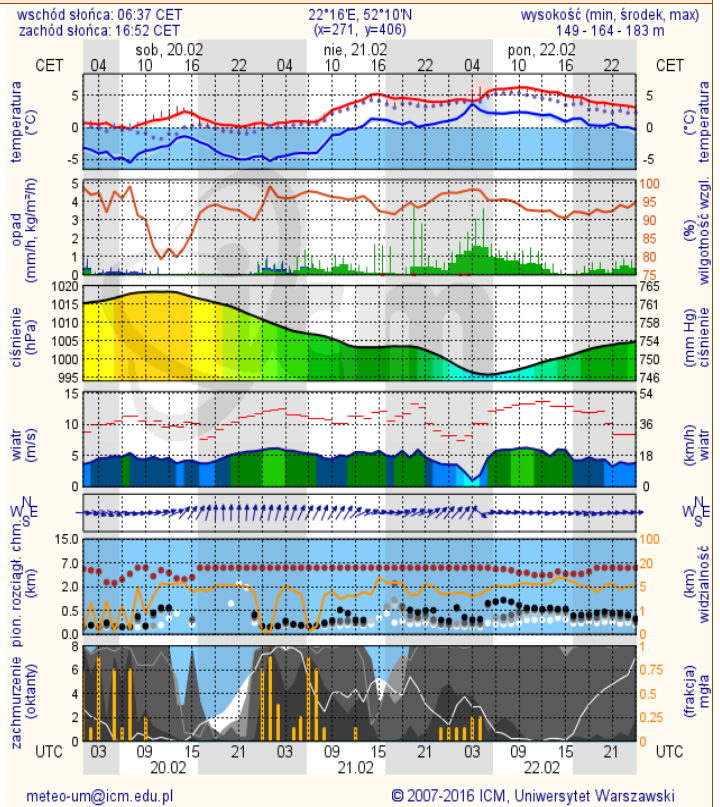 wschód słońca: 06:37 CET 22°16'E, 52°10'N wysokość (min, środek, max)
zachód słońca: 16:52 CET (x=271, y=406) 149 - 164 - 183 m
sob, 20.02 nie, 21.02 pon, 22.02
CET 04 10 16 22 04 10 16 22 04 10 16 22 CET
temperatura (°C) 5 0 -5 5 0 -5 (°C) temperatura
opad (mm/h, kg/m²/h) 5 4 3 2 1 0 100 95 90 85 80 75 (%) wilgotność wzgl.
ciśnienie (hPa) 1020 1015 1010 1005 1000 995 765 761 758 754 750 746 (mm Hg) ciśnienie
icm
wiatr (m/s) 15 10 5 0 54 36 18 0 (km/h) wiatr
N W E S N W E S
pion. rozciągł. chm. (km) 15.0 7.0 2.0 0.5 0.0 100 20 5 1 0 (km) widzialność
zachmurzenie (oktanty) 8 6 4 2 0 1 0.75 0.5 0.25 0 (frakcja) mgła
UTC 03 09 15 21 03 09 15 21 03 09 15 21 UTC
20.02 21.02 22.02
meteo-um@icm.edu.pl © 2007-2016 ICM, Uniwersytet Warszawski